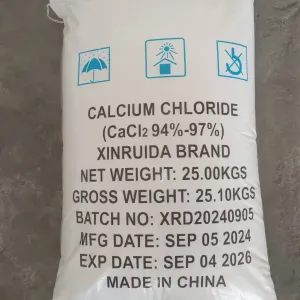 CALCIUM CHLORIDE
(CaCl2 94%-97%)
XINRUIDA BRAND
NET WEIGHT: 25.00KGS
GROSS WEIGHT: 25.10KGS
BATCH NO: XRD20240905
MFG DATE: SEP 05 2024
EXP DATE: SEP 04 2026
MADE IN CHINA